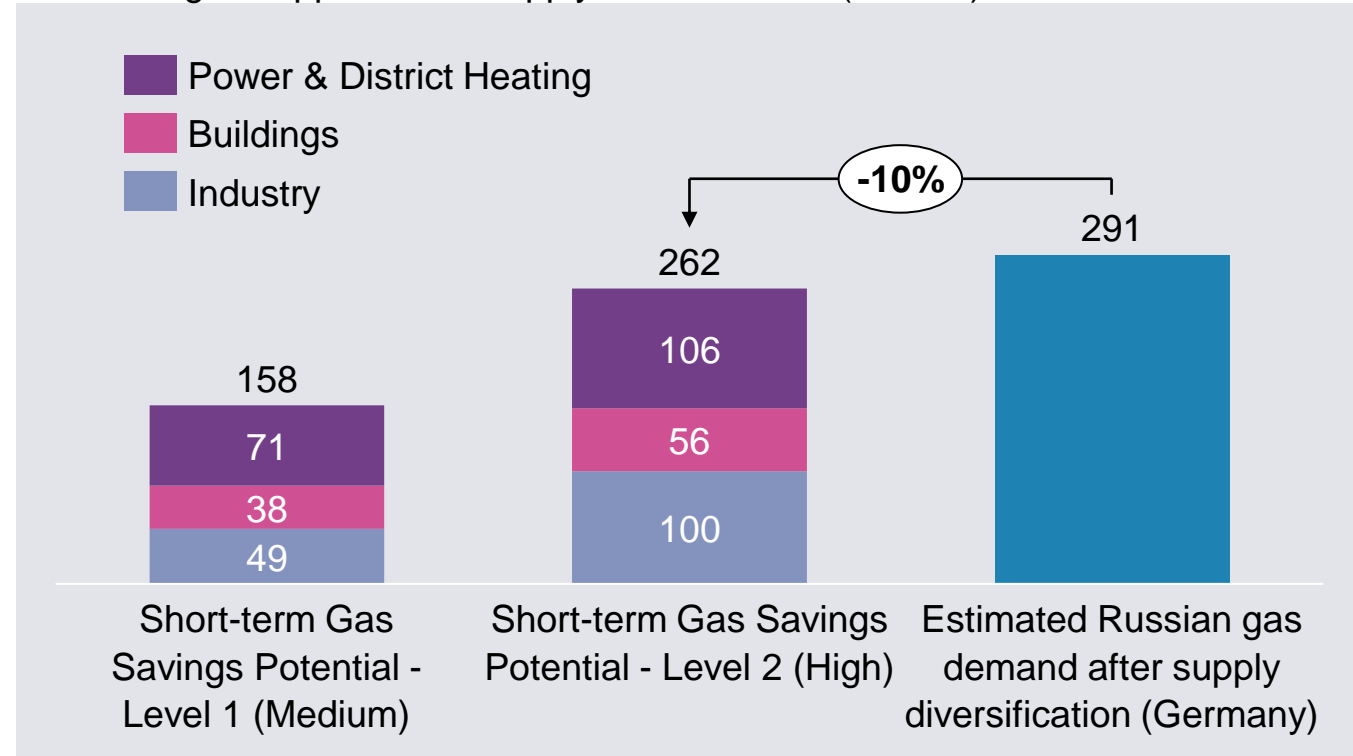 Power & District Heating
Buildings
Industry
-10%
291
262
158
106
71
56
38
100
49
Short-term Gas
Savings Potential -
Level 1 (Medium)
Short-term Gas Savings
Potential - Level 2 (High)
Estimated Russian gas
demand after supply
diversification (Germany)